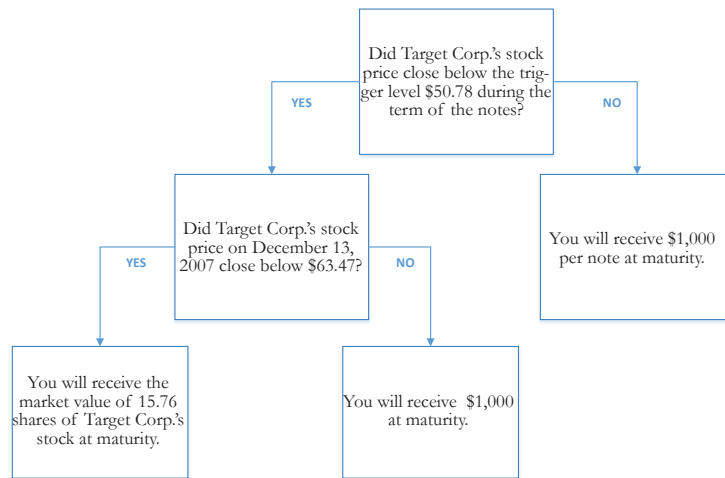 Did Target Corp.'s stock
price close below the trig-
ger level $50.78 during the
term of the notes?
YES
NO
Did Target Corp.'s stock
price on December 13,
2007 close below $63.47?
You will receive $1,000
per note at maturity.
YES
NO
You will receive the
market value of 15.76
shares of Target Corp.'s
stock at maturity.
You will receive $1,000
at maturity.